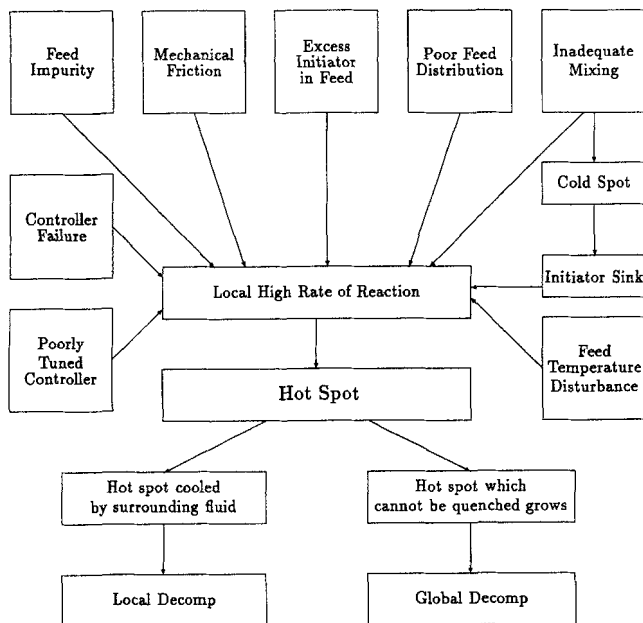 Feed
Impurity
Mechanical
Friction
Excess
Initiator
in Feed
Poor Feed
Distribution
Inadequate
Mixing
Cold Spot
Controller
Failure
Initiator Sink
Local High Rate of Reaction
Poorly
Tuned
Controller
Feed
Temperature
Disturbance
Hot Spot
Hot spot cooled
by surrounding fluid
Hot spot which
cannot be quenched grows
Local Decomp
Global Decomp